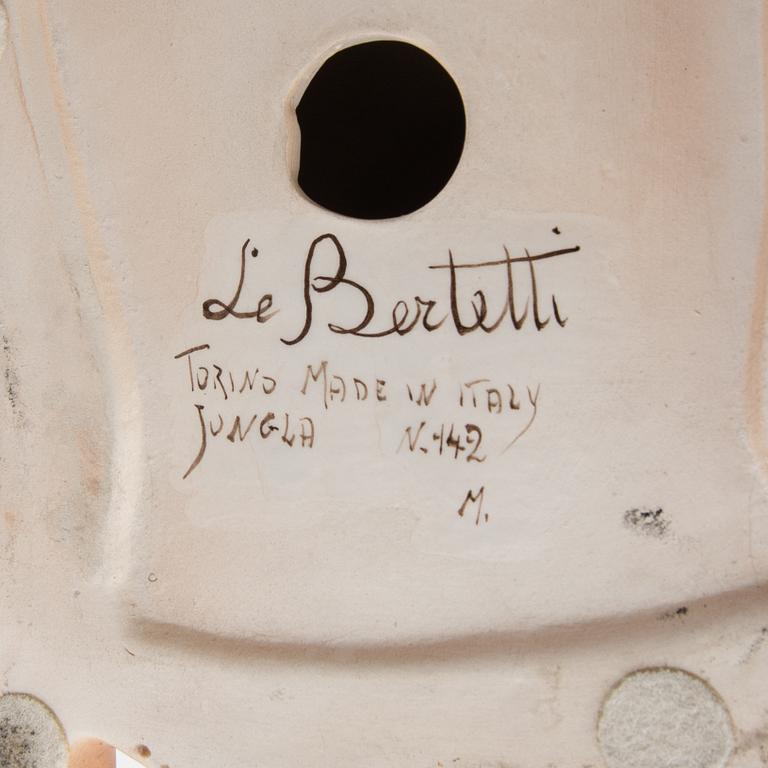 Le Bertetti
TORINO MADE IN ITALY
JUNGLA N.142
M.